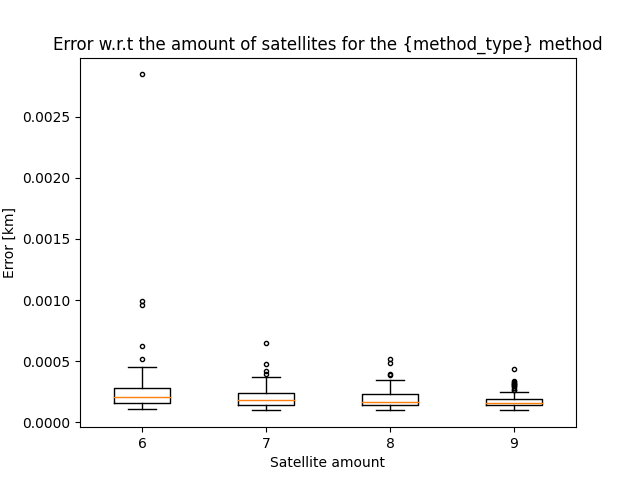 Error w.r.t the amount of satellites for the {method_type} method
0.0025
0.0020
0.0015
0.0010
0.0005
0.0000
Error [km]
6 7 8 9
Satellite amount